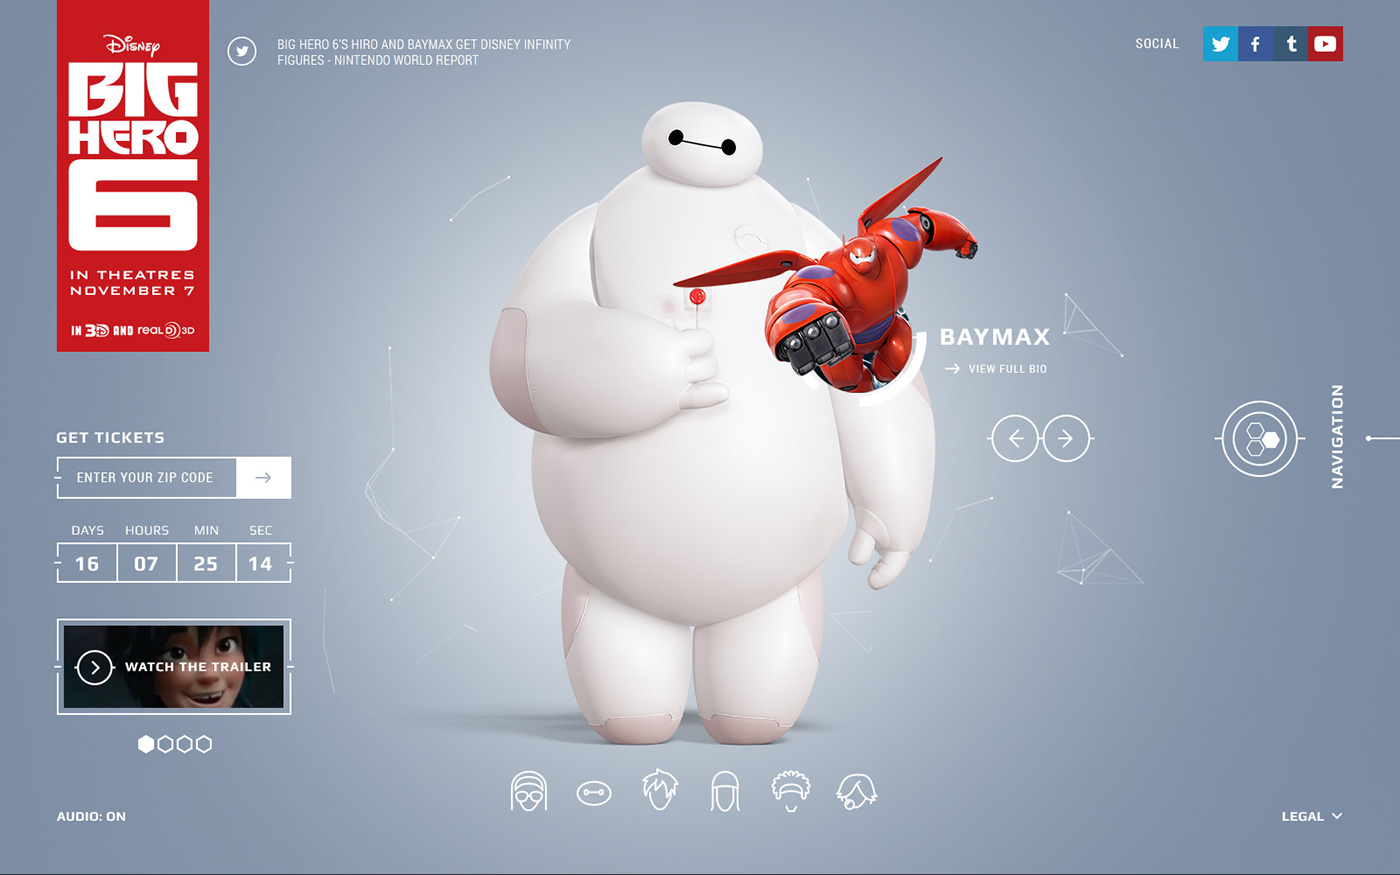 Disney
BIG
HERO
6
IN THEATRES
NOVEMBER 7
IN 3D AND REAL D 3D
BIG HERO 6'S HIRO AND BAYMAX GET DISNEY INFINITY
FIGURES - NINTENDO WORLD REPORT
SOCIAL
BAYMAX
VIEW FULL BIO
NAVIGATION
GET TICKETS
ENTER YOUR ZIP CODE
DAYS HOURS MIN SEC
16 07 25 14
WATCH THE TRAILER
AUDIO: ON
LEGAL